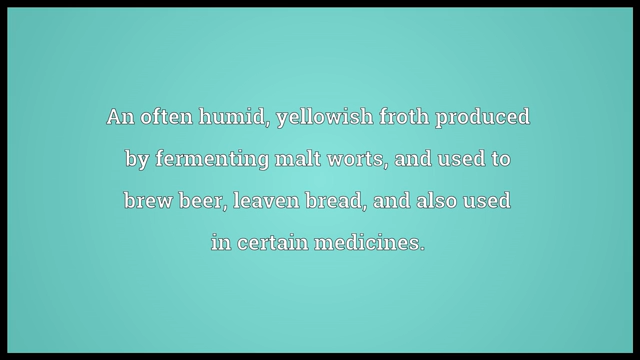 An often humid, yellowish froth produced
by fermenting malt worts, and used to
brew beer, leaven bread, and also used
in certain medicines.